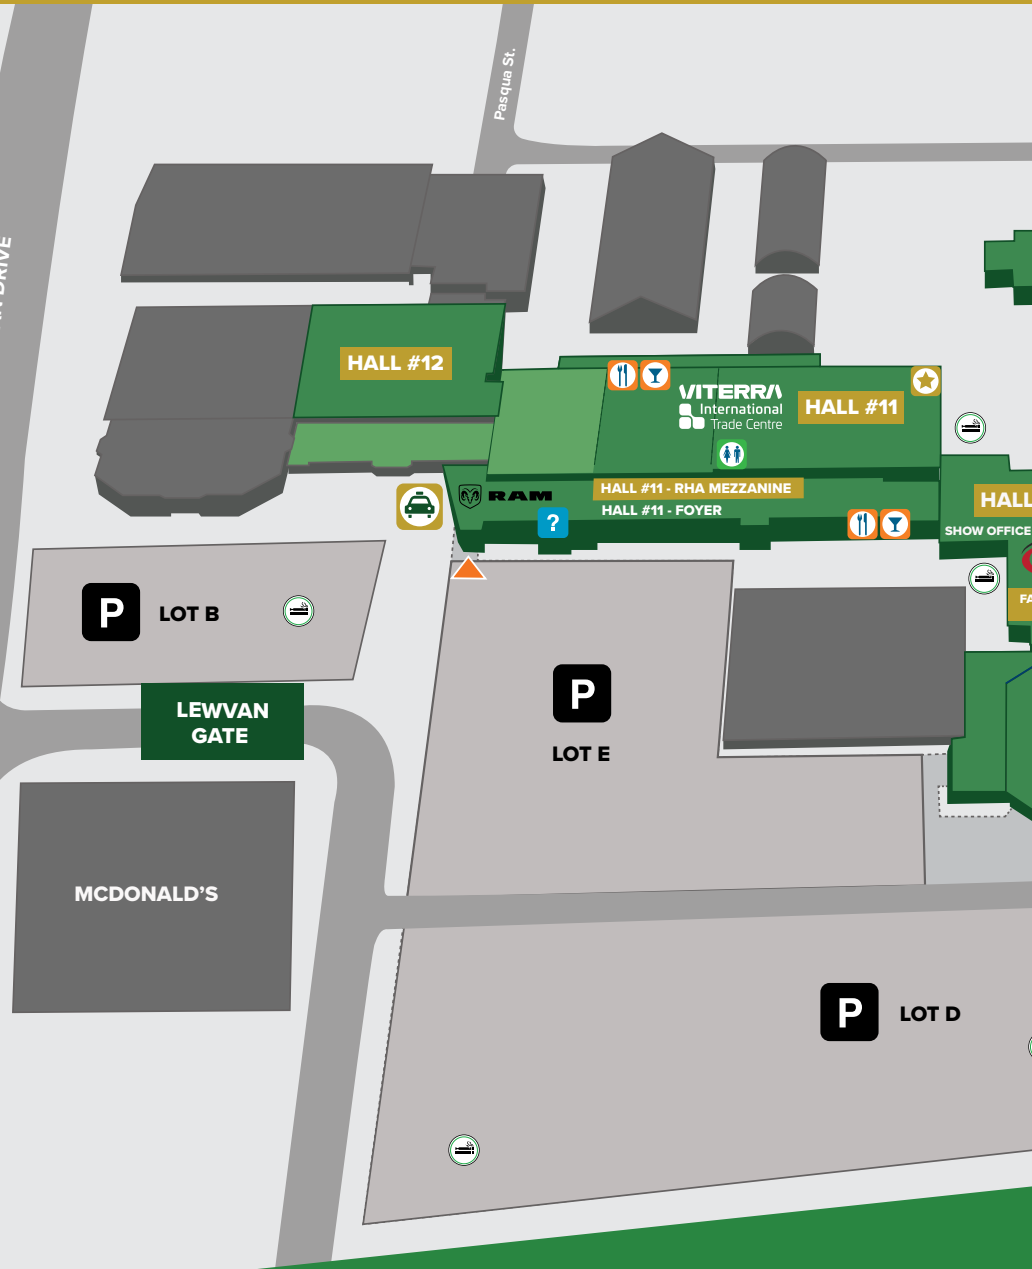 Pasqua St.
DRIVE
HALL #12
VITERRA
International
Trade Centre
HALL #11
RAM
HALL #11 - RHA MEZZANINE
HALL #11 - FOYER
?
HALL
SHOW OFFICE
P
LOT B
LEWVAN
GATE
P
LOT E
MCDONALD'S
P
LOT D